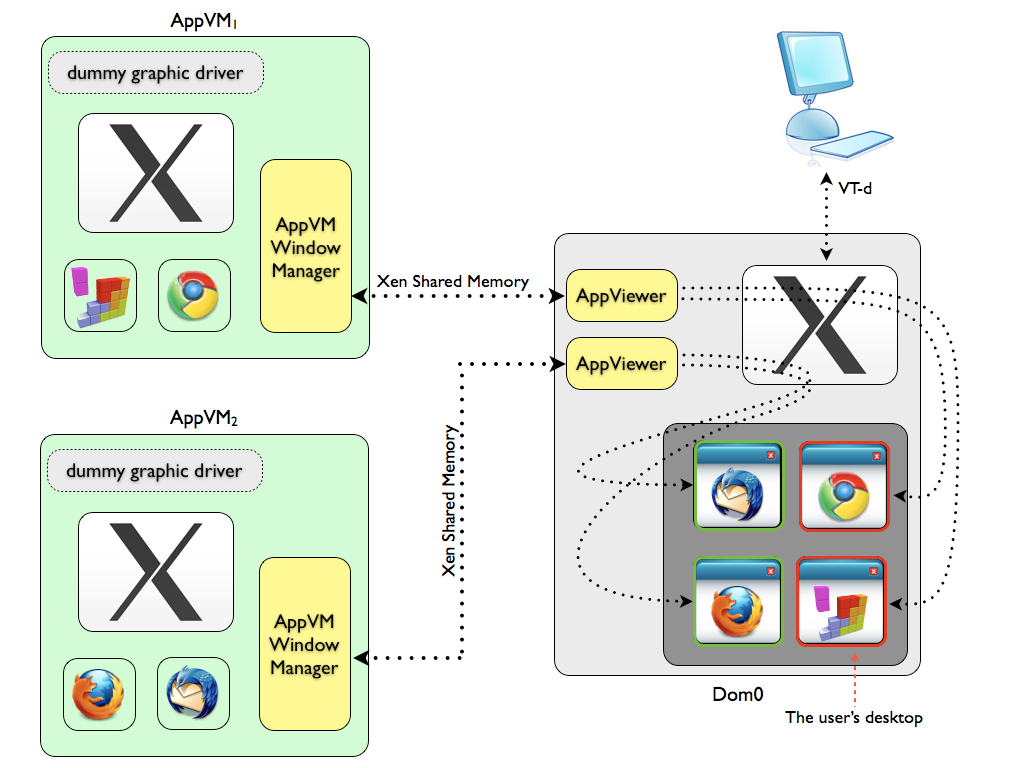 AppVM₁
dummy graphic driver
AppVM
Window
Manager
Xen Shared Memory
AppVM₂
dummy graphic driver
AppVM
Window
Manager
Xen Shared Memory
VT-d
AppViewer
AppViewer
Dom0
The user's desktop